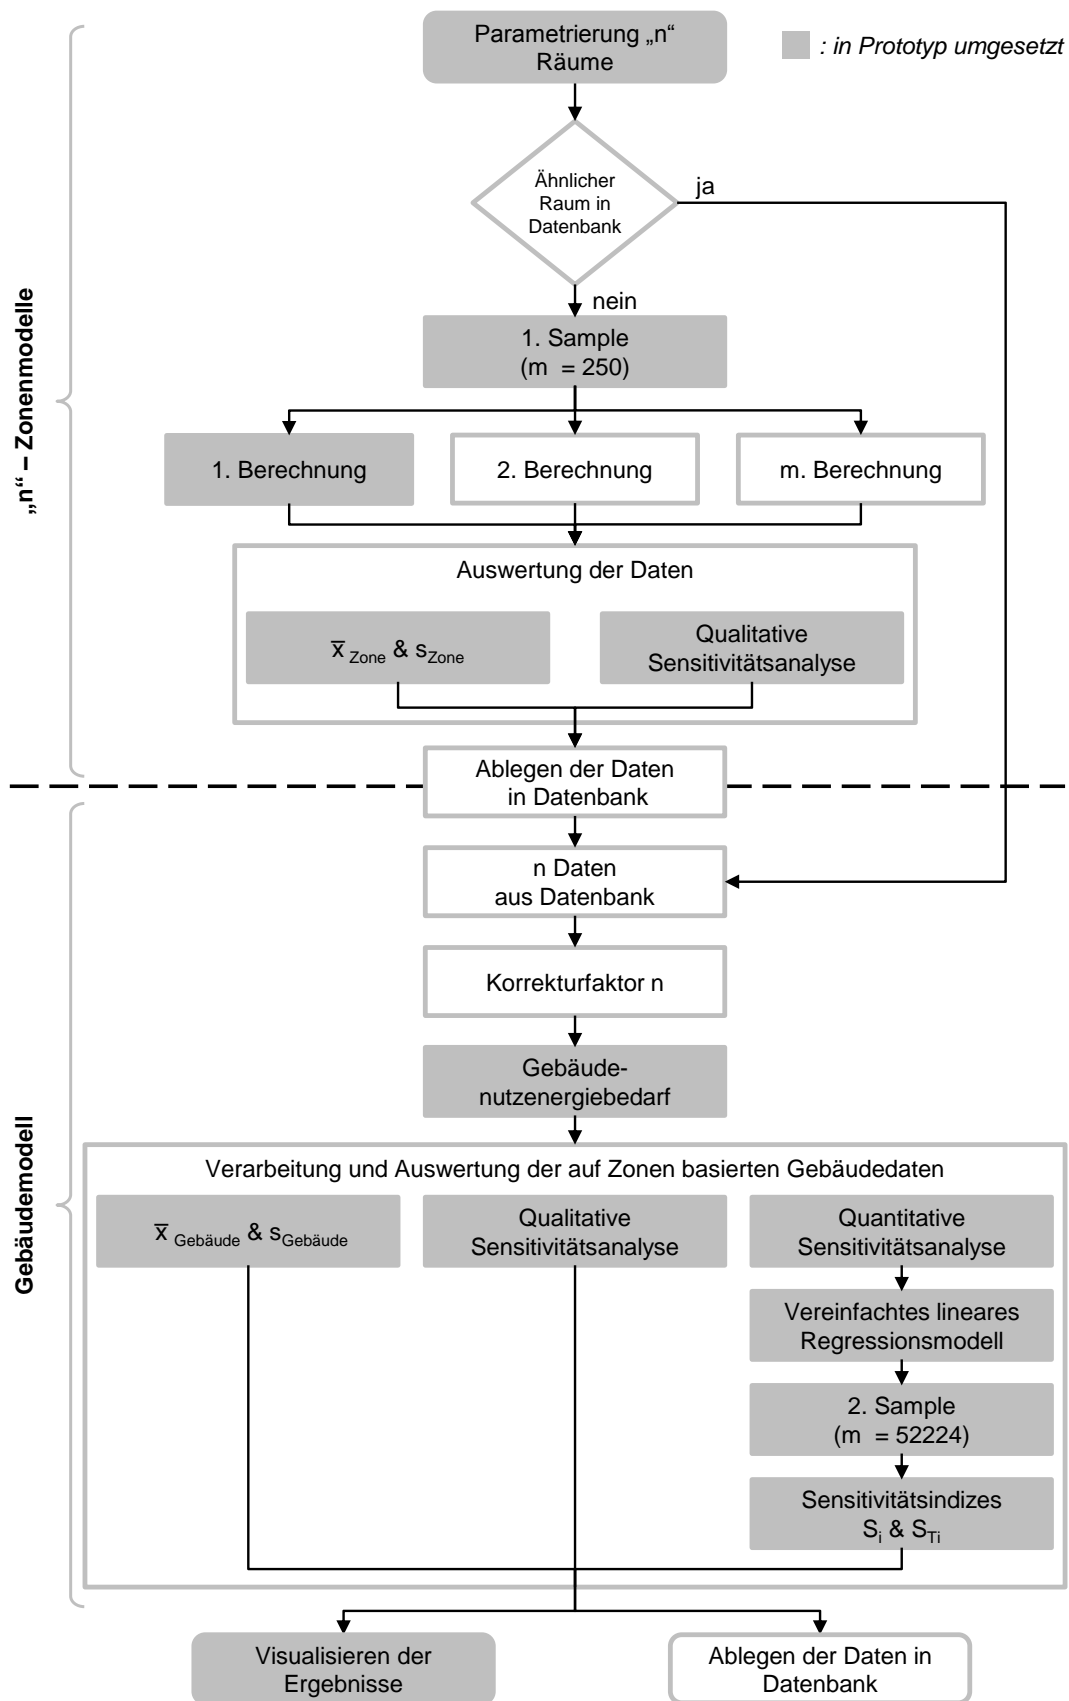 Parametrierung „n“
Räume
: in Prototyp umgesetzt
Ähnlicher
Raum in
Datenbank
ja
nein
„n“ – Zonenmodelle
1. Sample
(m = 250)
1. Berechnung
2. Berechnung
m. Berechnung
Auswertung der Daten
x̅ Zone & sZone
Qualitative
Sensitivitätsanalyse
Ablegen der Daten
in Datenbank
n Daten
aus Datenbank
Korrekturfaktor n
Gebäude-
nutzenergiebedarf
Gebäudemodell
Verarbeitung und Auswertung der auf Zonen basierten Gebäudedaten
x̅ Gebäude & sGebäude
Qualitative
Sensitivitätsanalyse
Quantitative
Sensitivitätsanalyse
Vereinfachtes lineares
Regressionsmodell
2. Sample
(m = 52224)
Sensitivitätsindizes
Si & STi
Visualisieren der
Ergebnisse
Ablegen der Daten in
Datenbank